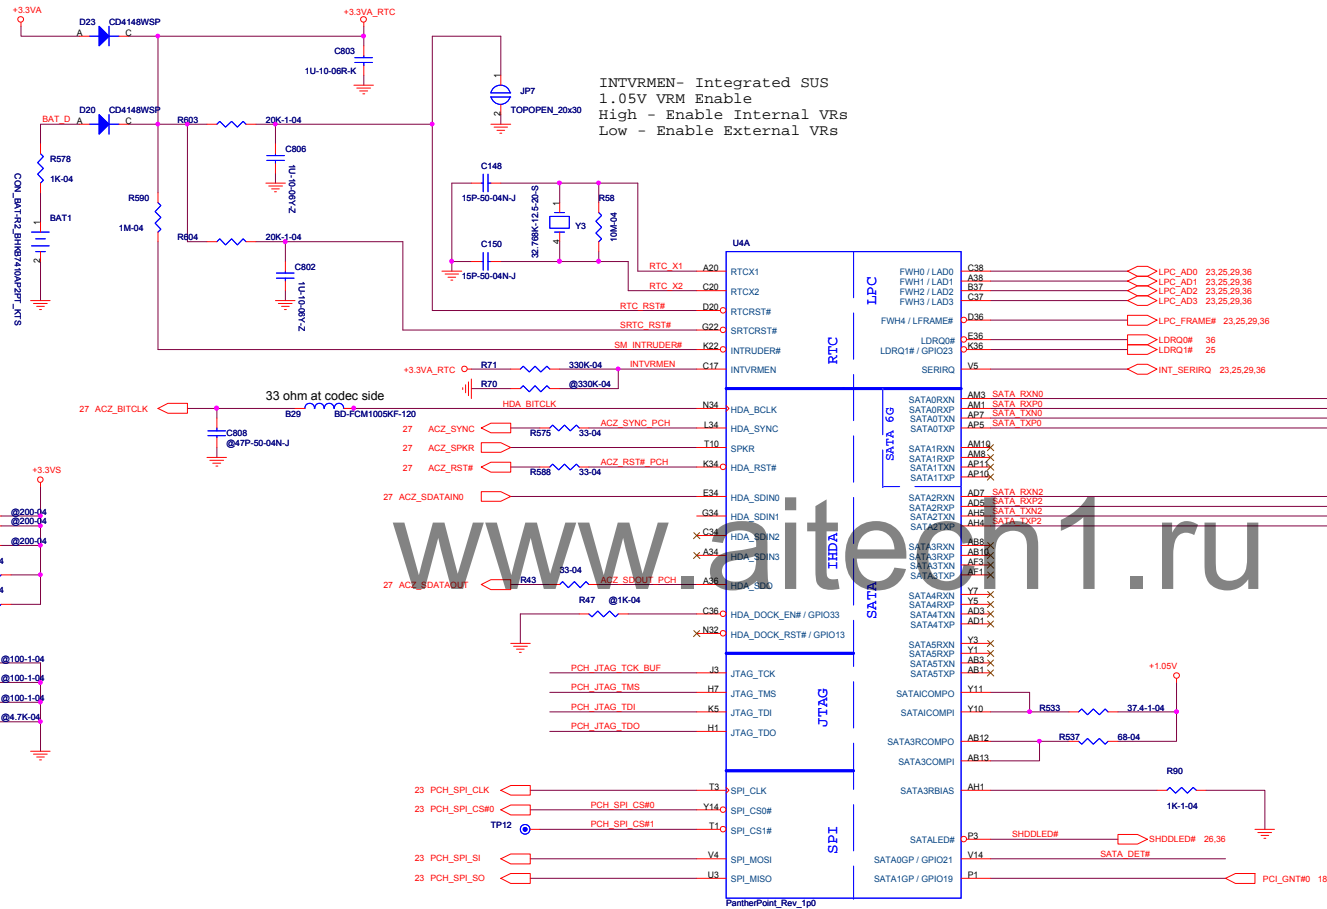 +3.3VA
D23 CD4148WSP
A C
+3.3VA_RTC
C803
1U-10-06R-K
JP7
TOPOPEN_20x30
1
2
INTVRMEN- Integrated SUS
1.05V VRM Enable
High - Enable Internal VRs
Low - Enable External VRs
BAT_D
D20 CD4148WSP
A C
R603 20K-1-04
C806
1U-10-06Y-Z
R578
1K-04
CON_BAT-R2_BHKB7410AP2PT_KTS
BAT1
1
2
R590
1M-04
R604 20K-1-04
C802
1U-10-06Y-Z
C148
15P-50-04N-J
C150
15P-50-04N-J
32.768K-12.5-20-S
1
4
Y3
R58
10M-04
U4A
RTC_X1 A20 RTCX1
RTC_X2 C20 RTCX2
RTC_RST# D20 RTCRST#
SRTC_RST# G22 SRTCRST#
SM_INTRUDER# K22 INTRUDER#
+3.3VA_RTC R71 330K-04 INTVRMEN C17 INTVRMEN
R70 @330K-04
RTC
LPC
FWH0 / LAD0 C38 LPC_AD0 23,25,29,36
FWH1 / LAD1 A38 LPC_AD1 23,25,29,36
FWH2 / LAD2 B37 LPC_AD2 23,25,29,36
FWH3 / LAD3 C37 LPC_AD3 23,25,29,36
FWH4 / LFRAME# D36 LPC_FRAME# 23,25,29,36
LDRQ0# E36 LDRQ0# 36
LDRQ1# / GPIO23 K36 LDRQ1# 25
SERIRQ V5 INT_SERIRQ 23,25,29,36
33 ohm at codec side
27 ACZ_BITCLK B29 BD-FCM1005KF-120 HDA_BITCLK N34 HDA_BCLK
C808
@47P-50-04N-J
27 ACZ_SYNC R575 33-04 ACZ_SYNC_PCH L34 HDA_SYNC
27 ACZ_SPKR T10 SPKR
27 ACZ_RST# R588 33-04 ACZ_RST#_PCH K34 HDA_RST#
27 ACZ_SDATAIN0 E34 HDA_SDIN0
G34 HDA_SDIN1
C34 HDA_SDIN2
A34 HDA_SDIN3
27 ACZ_SDATAOUT R43 33-04 ACZ_SDOUT_PCH A36 HDA_SDO
R47 @1K-04 C36 HDA_DOCK_EN# / GPIO33
N32 HDA_DOCK_RST# / GPIO13
IHDA
SATA 6G
SATA
SATA0RXN AM3 SATA_RXN0
SATA0RXP AM1 SATA_RXP0
SATA0TXN AP7 SATA_TXN0
SATA0TXP AP5 SATA_TXP0
SATA1RXN AM10
SATA1RXP AM8
SATA1TXN AP11
SATA1TXP AP10
SATA2RXN AD7 SATA_RXN2
SATA2RXP AD5 SATA_RXP2
SATA2TXN AH5 SATA_TXN2
SATA2TXP AH4 SATA_TXP2
SATA3RXN AB8
SATA3RXP AB10
SATA3TXN AF3
SATA3TXP AF1
SATA4RXN Y7
SATA4RXP Y5
SATA4TXN AD3
SATA4TXP AD1
SATA5RXN Y3
SATA5RXP Y1
SATA5TXN AB3
SATA5TXP AB1
SATAICOMPO Y11
SATAICOMPI Y10 R533 37.4-1-04
+1.05V
SATA3RCOMPO AB12 R537 68-04
SATA3COMPI AB13
SATA3RBIAS AH1 R90
1K-1-04
SATALED# P3 SHDDLED# SHDDLED# 26,36
SATA0GP / GPIO21 V14 SATA_DET#
SATA1GP / GPIO19 P1 PCI_GNT#0 18
+3.3VS
@200-04
@200-04
@200-04
4
4
@100-1-04
@100-1-04
@100-1-04
@4.7K-04
PCH_JTAG_TCK_BUF J3 JTAG_TCK
PCH_JTAG_TMS H7 JTAG_TMS
PCH_JTAG_TDI K5 JTAG_TDI
PCH_JTAG_TDO H1 JTAG_TDO
JTAG
23 PCH_SPI_CLK T3 SPI_CLK
23 PCH_SPI_CS#0 PCH_SPI_CS#0 Y14 SPI_CS0#
TP12 PCH_SPI_CS#1 T1 SPI_CS1#
23 PCH_SPI_SI V4 SPI_MOSI
23 PCH_SPI_SO U3 SPI_MISO
SPI
PantherPoint_Rev_1p0
www.aitech1.ru